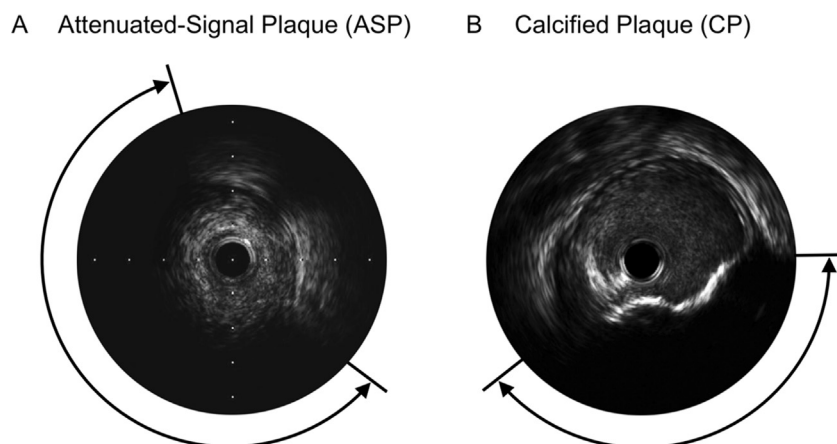 A Attenuated-Signal Plaque (ASP)
B Calcified Plaque (CP)